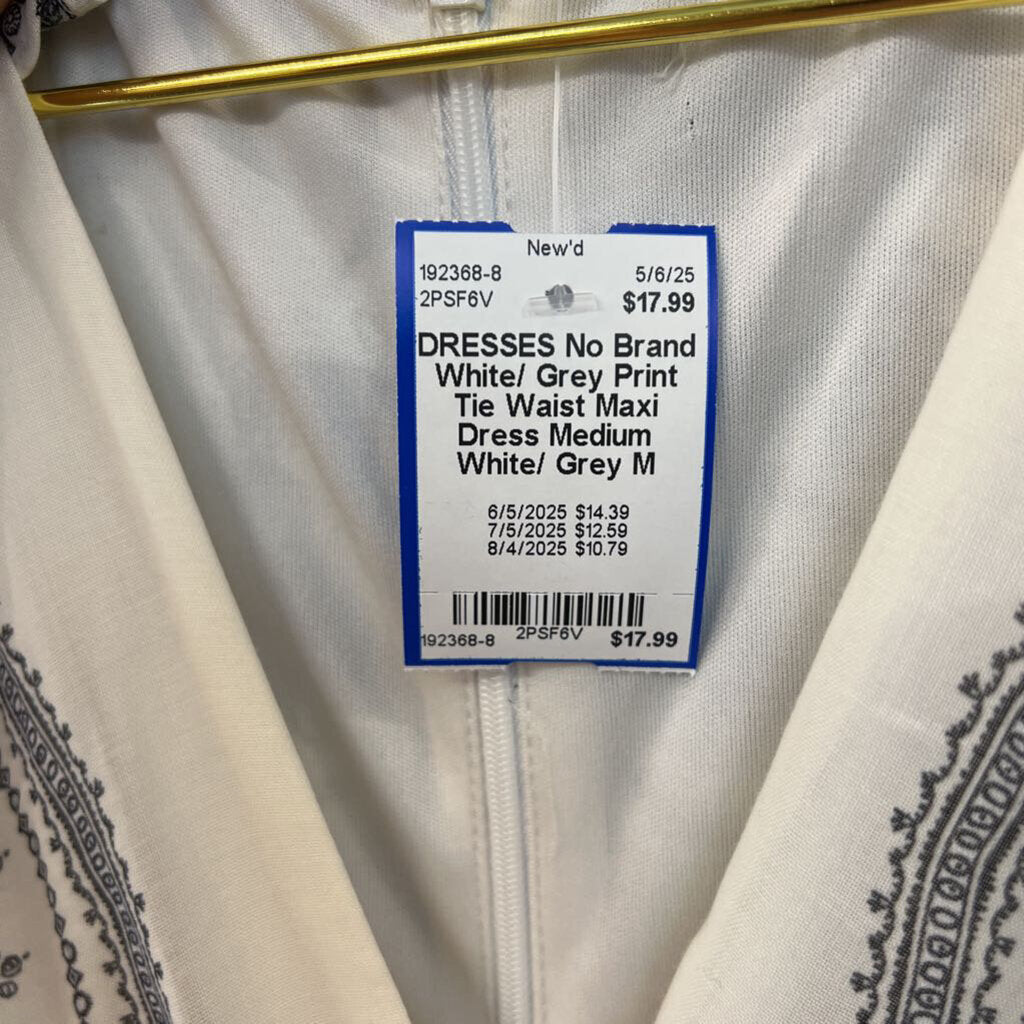 New'd
192368-8 5/6/25
2PSF6V $17.99
DRESSES No Brand
White/ Grey Print
Tie Waist Maxi
Dress Medium
White/ Grey M
6/5/2025 $14.39
7/5/2025 $12.59
8/4/2025 $10.79
192368-8 2PSF6V $17.99